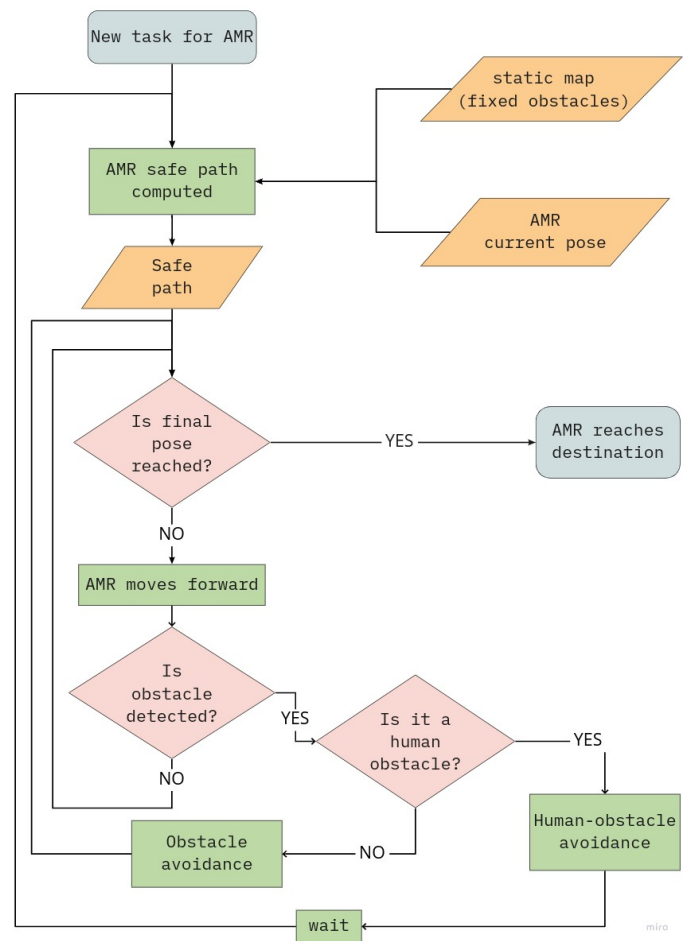 New task for AMR
static map
(fixed obstacles)
AMR safe path
computed
AMR
current pose
Safe
path
Is final
pose
reached?
YES
AMR reaches
destination
NO
AMR moves forward
Is
obstacle
detected?
YES
Is it a
human
obstacle?
YES
NO
Obstacle
avoidance
NO
Human-obstacle
avoidance
wait
miro